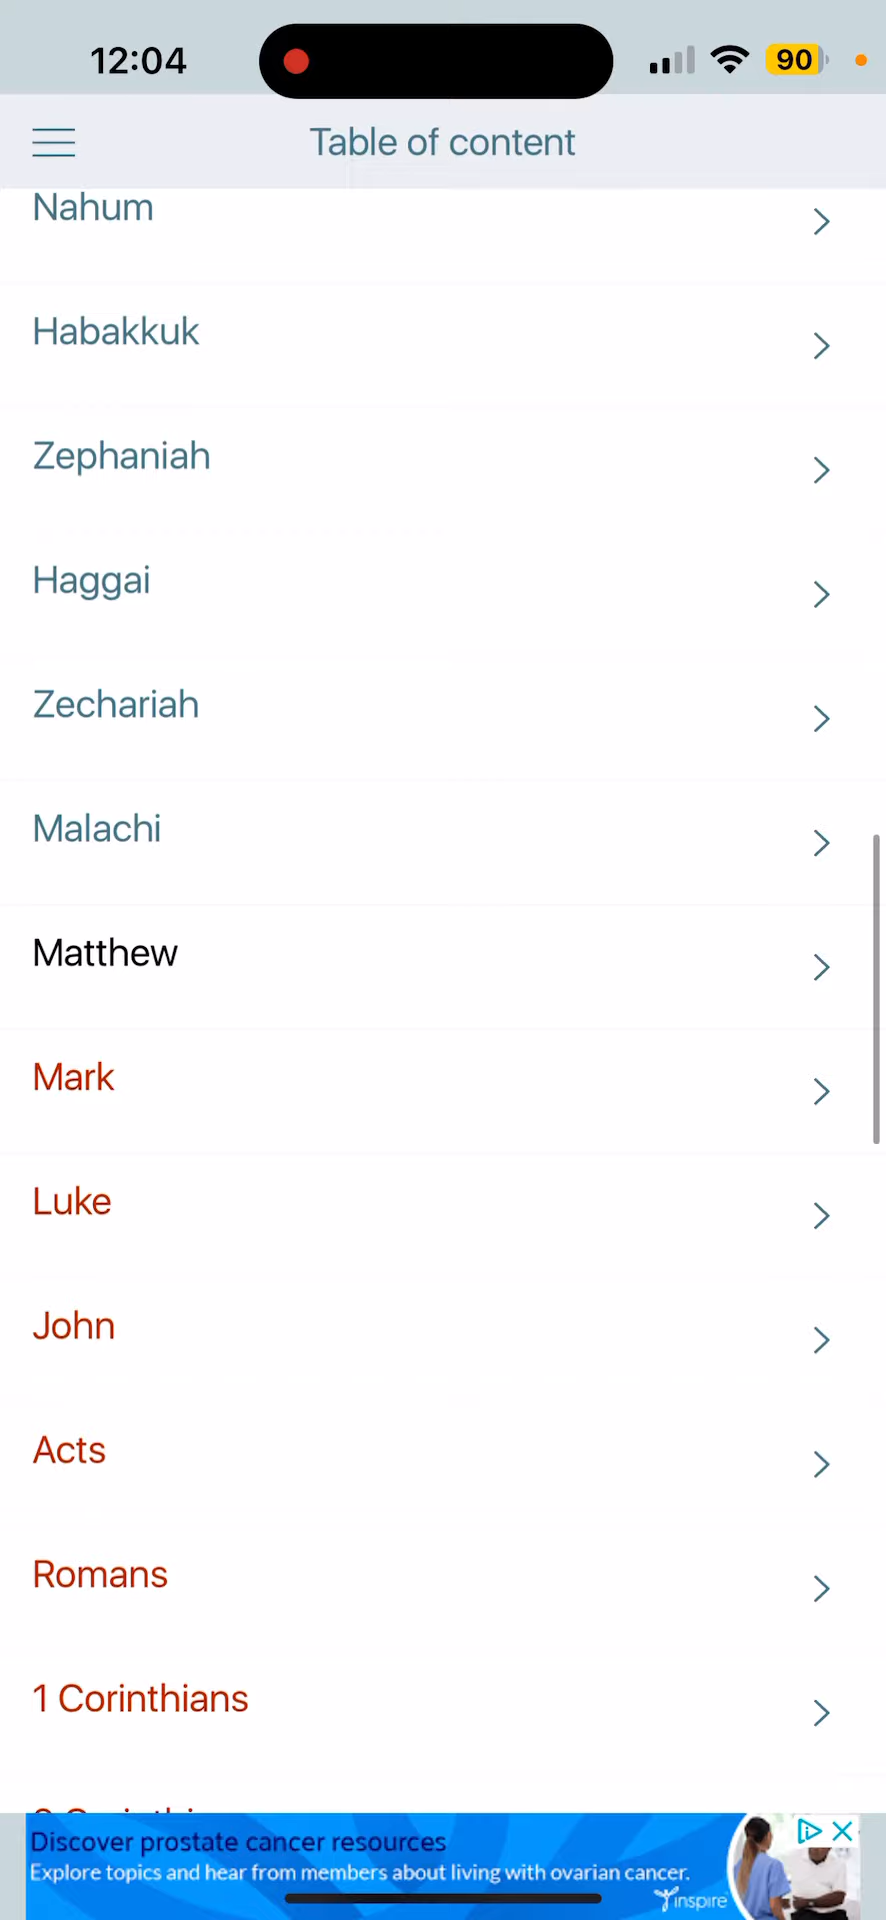 12:04
90
Table of content
Nahum
Habakkuk
Zephaniah
Haggai
Zechariah
Malachi
Matthew
Mark
Luke
John
Acts
Romans
1 Corinthians
Discover prostate cancer resources
Explore topics and hear from members about living with ovarian cancer.
inspire